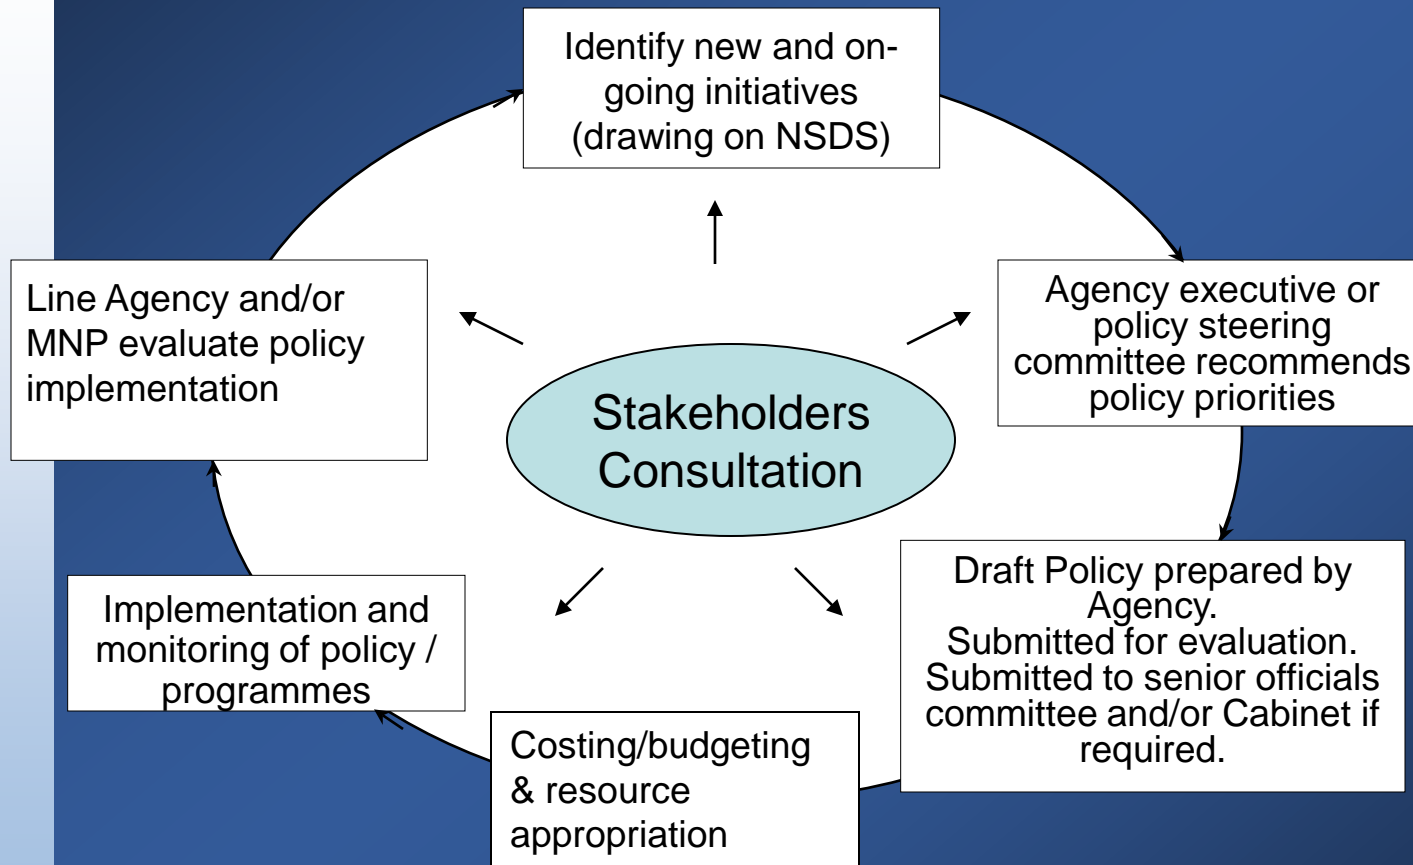 Identify new and on-
going initiatives
(drawing on NSDS)
Agency executive or
policy steering
committee recommends
policy priorities
Draft Policy prepared by
Agency.
Submitted for evaluation.
Submitted to senior officials
committee and/or Cabinet if
required.
Costing/budgeting
& resource
appropriation
Implementation and
monitoring of policy /
programmes
Line Agency and/or
MNP evaluate policy
implementation
Stakeholders
Consultation